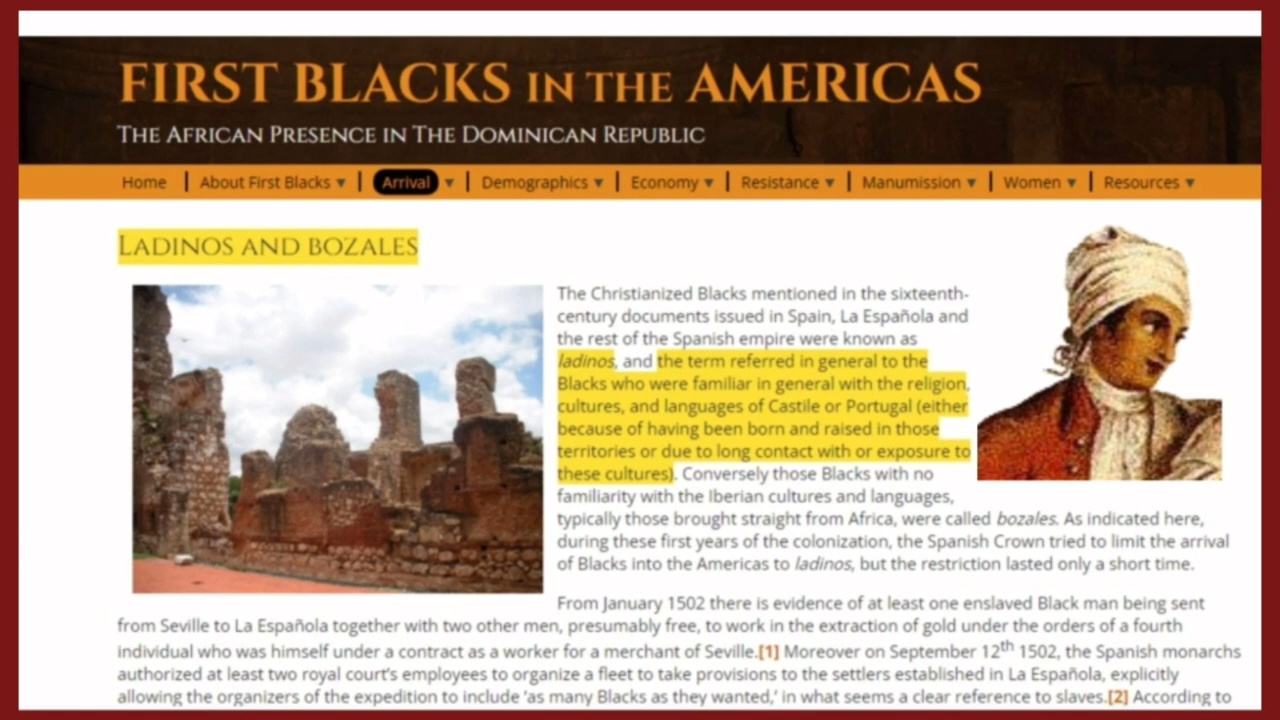 FIRST BLACKS IN THE AMERICAS
THE AFRICAN PRESENCE IN THE DOMINICAN REPUBLIC
Home | About First Blacks ▼ | Arrival ▼ | Demographics ▼ | Economy ▼ | Resistance ▼ | Manumission ▼ | Women ▼ | Resources ▼
LADINOS AND BOZALES
The Christianized Blacks mentioned in the sixteenth-
century documents issued in Spain, La Española and
the rest of the Spanish empire were known as
ladinos, and the term referred in general to the
Blacks who were familiar in general with the religion,
cultures, and languages of Castile or Portugal (either
because of having been born and raised in those
territories or due to long contact with or exposure to
these cultures). Conversely those Blacks with no
familiarity with the Iberian cultures and languages,
typically those brought straight from Africa, were called bozales. As indicated here,
during these first years of the colonization, the Spanish Crown tried to limit the arrival
of Blacks into the Americas to ladinos, but the restriction lasted only a short time.
From January 1502 there is evidence of at least one enslaved Black man being sent
from Seville to La Española together with two other men, presumably free, to work in the extraction of gold under the orders of a fourth
individual who was himself under a contract as a worker for a merchant of Seville.[1] Moreover on September 12th 1502, the Spanish monarchs
authorized at least two royal court's employees to organize a fleet to take provisions to the settlers established in La Española, explicitly
allowing the organizers of the expedition to include 'as many Blacks as they wanted,' in what seems a clear reference to slaves.[2] According to